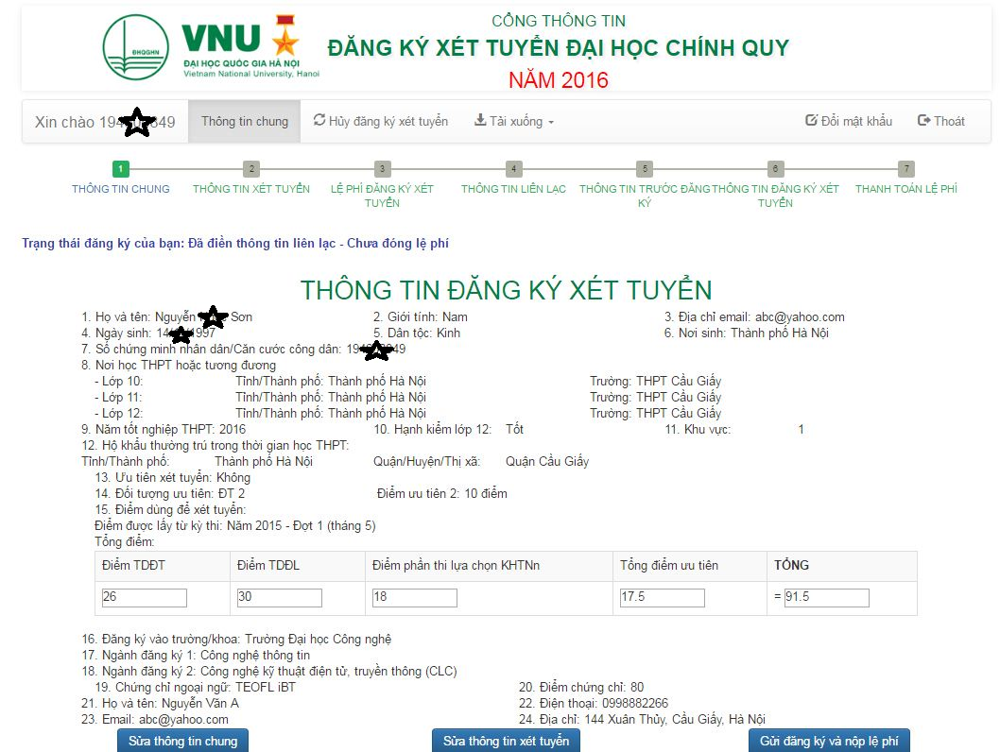 VNU
ĐẠI HỌC QUỐC GIA HÀ NỘI
Vietnam National University, Hanoi
ĐHQGHN
CỔNG THÔNG TIN
ĐĂNG KÝ XÉT TUYỂN ĐẠI HỌC CHÍNH QUY
NĂM 2016
Xin chào Thông tin chung Hủy đăng ký xét tuyển Tải xuống Đổi mật khẩu Thoát
1 2 3 4 5 6 7
THÔNG TIN CHUNG THÔNG TIN XÉT TUYỂN LỆ PHÍ ĐĂNG KÝ XÉT THÔNG TIN LIÊN LẠC THÔNG TIN TRƯỚC ĐĂNG THÔNG TIN ĐĂNG KÝ XÉT THANH TOÁN LỆ PHÍ
TUYỂN KÝ TUYỂN
Trạng thái đăng ký của bạn: Đã điền thông tin liên lạc - Chưa đóng lệ phí
THÔNG TIN ĐĂNG KÝ XÉT TUYỂN
1. Họ và tên: Nguyễn Sơn 2. Giới tính: Nam 3. Địa chỉ email: abc@yahoo.com
4. Ngày sinh: 5. Dân tộc: Kinh 6. Nơi sinh: Thành phố Hà Nội
7. Số chứng minh nhân dân/Căn cước công dân:
8. Nơi học THPT hoặc tương đương
- Lớp 10: Tỉnh/Thành phố: Thành phố Hà Nội Trường: THPT Cầu Giấy
- Lớp 11: Tỉnh/Thành phố: Thành phố Hà Nội Trường: THPT Cầu Giấy
- Lớp 12: Tỉnh/Thành phố: Thành phố Hà Nội Trường: THPT Cầu Giấy
9. Năm tốt nghiệp THPT: 2016 10. Hạnh kiểm lớp 12: Tốt 11. Khu vực: 1
12. Hộ khẩu thường trú trong thời gian học THPT:
Tỉnh/Thành phố: Thành phố Hà Nội Quận/Huyện/Thị xã: Quận Cầu Giấy
13. Ưu tiên xét tuyển: Không
14. Đối tượng ưu tiên: ĐT 2 Điểm ưu tiên 2: 10 điểm
15. Điểm dùng để xét tuyển:
Điểm được lấy từ kỳ thi: Năm 2015 - Đợt 1 (tháng 5)
Tổng điểm:
Điểm TDĐT Điểm TDĐL Điểm phần thi lựa chọn KHTNn Tổng điểm ưu tiên TỔNG
26 30 18 17.5 = 91.5
16. Đăng ký vào trường/khoa: Trường Đại học Công nghệ
17. Ngành đăng ký 1: Công nghệ thông tin
18. Ngành đăng ký 2: Công nghệ kỹ thuật điện tử, truyền thông (CLC)
19. Chứng chỉ ngoại ngữ: TEOFL iBT 20. Điểm chứng chỉ: 80
21. Họ và tên: Nguyễn Văn A 22. Điện thoại: 0998882266
23. Email: abc@yahoo.com 24. Địa chỉ: 144 Xuân Thủy, Cầu Giấy, Hà Nội
Sửa thông tin chung Sửa thông tin xét tuyển Gửi đăng ký và nộp lệ phí